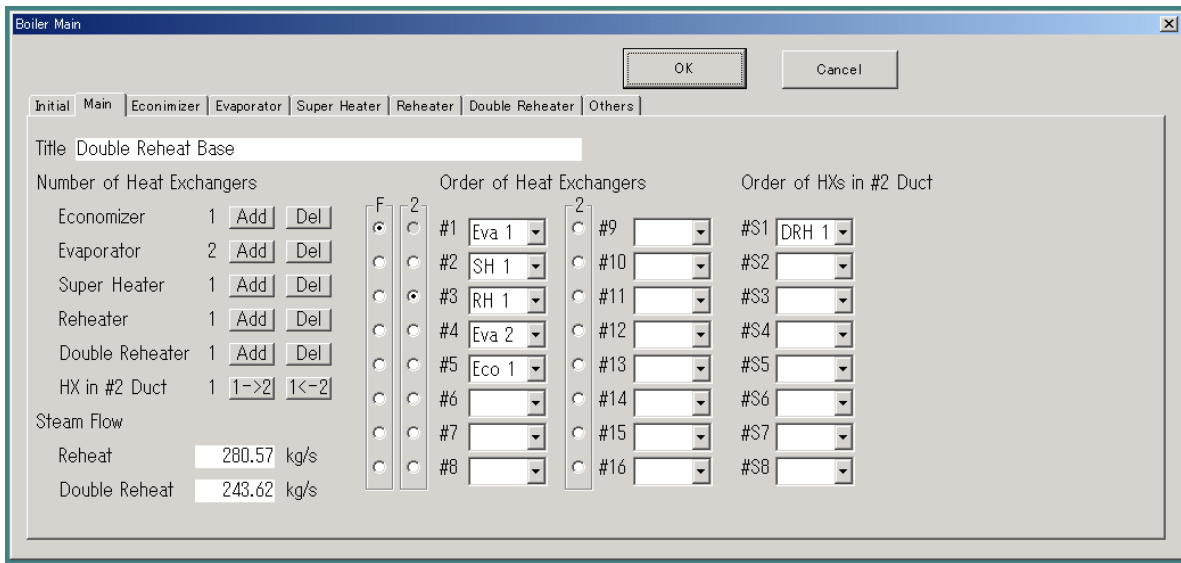 Boiler Main
OK Cancel
Initial Main Econimizer Evaporator Super Heater Reheater Double Reheater Others
Title Double Reheat Base
Number of Heat Exchangers Order of Heat Exchangers Order of HXs in #2 Duct
F 2 2
Economizer 1 Add Del #1 Eva 1 #9 #S1 DRH 1
Evaporator 2 Add Del #2 SH 1 #10 #S2
Super Heater 1 Add Del #3 RH 1 #11 #S3
Reheater 1 Add Del #4 Eva 2 #12 #S4
Double Reheater 1 Add Del #5 Eco 1 #13 #S5
HX in #2 Duct 1 1->2 1<-2 #6 #14 #S6
Steam Flow
Reheat 280.57 kg/s #7 #15 #S7
Double Reheat 243.62 kg/s #8 #16 #S8